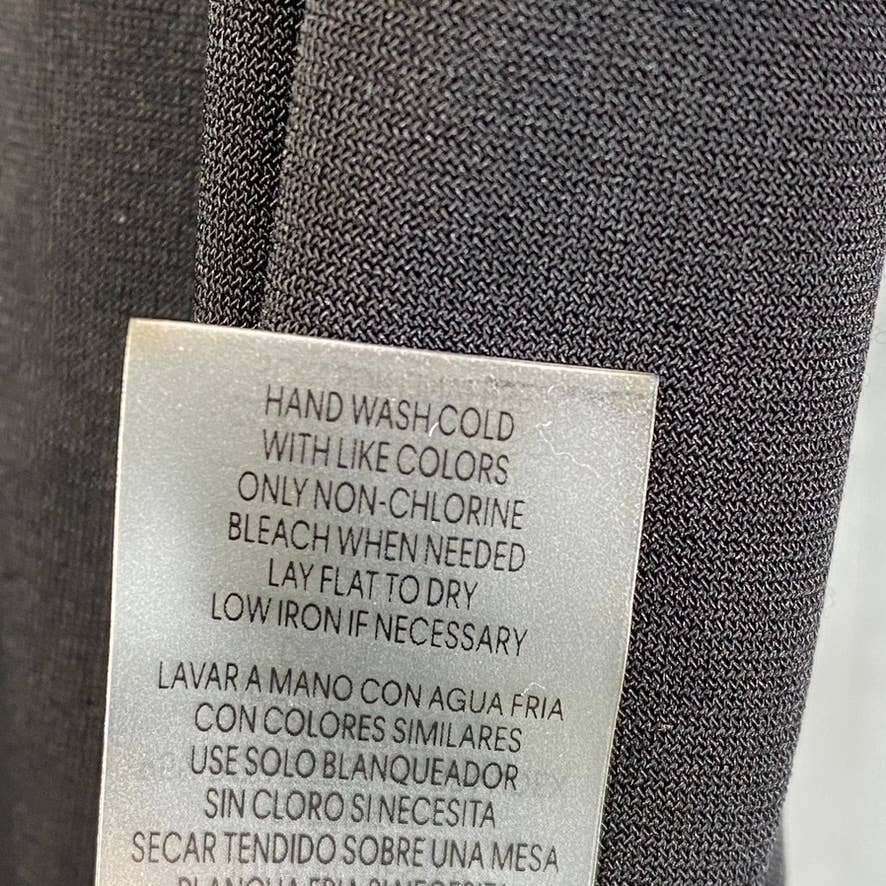 HAND WASH COLD
WITH LIKE COLORS
ONLY NON-CHLORINE
BLEACH WHEN NEEDED
LAY FLAT TO DRY
LOW IRON IF NECESSARY
LAVAR A MANO CON AGUA FRIA
CON COLORES SIMILARES
USE SOLO BLANQUEADOR
SIN CLORO SI NECESITA
SECAR TENDIDO SOBRE UNA MESA